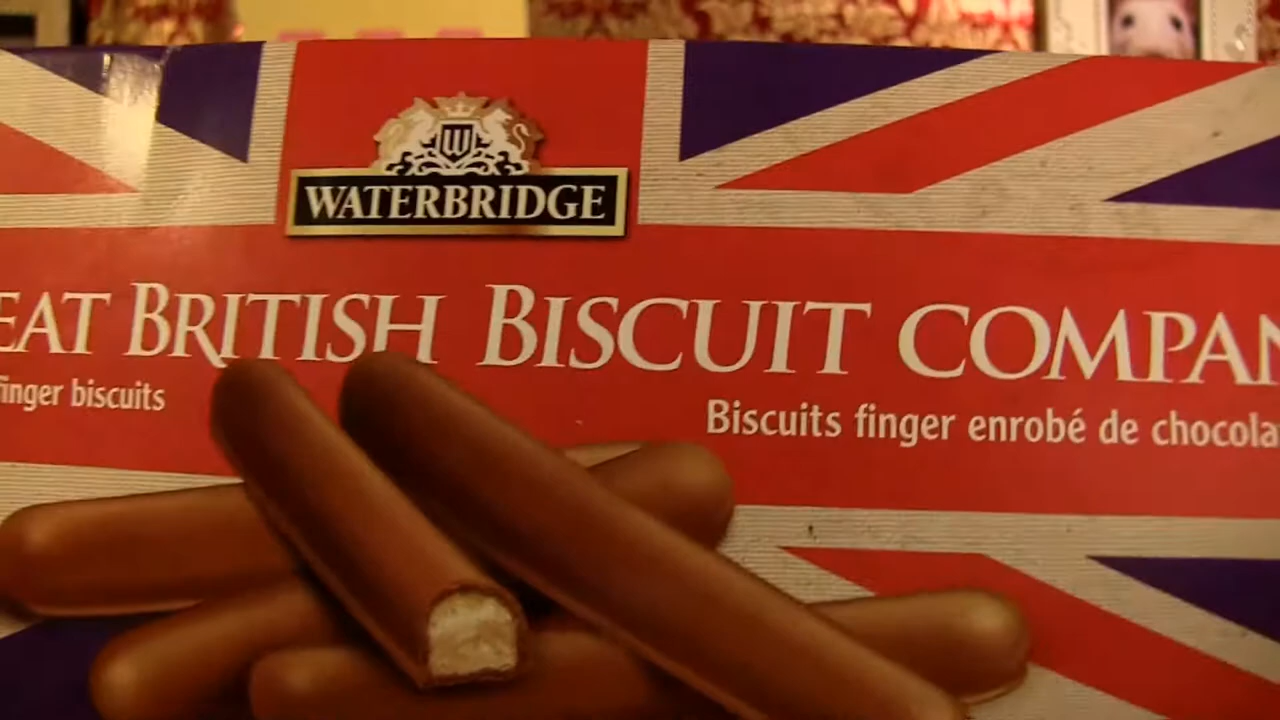 W
WATERBRIDGE
EAT BRITISH BISCUIT COMPAN
finger biscuits
Biscuits finger enrobé de chocola